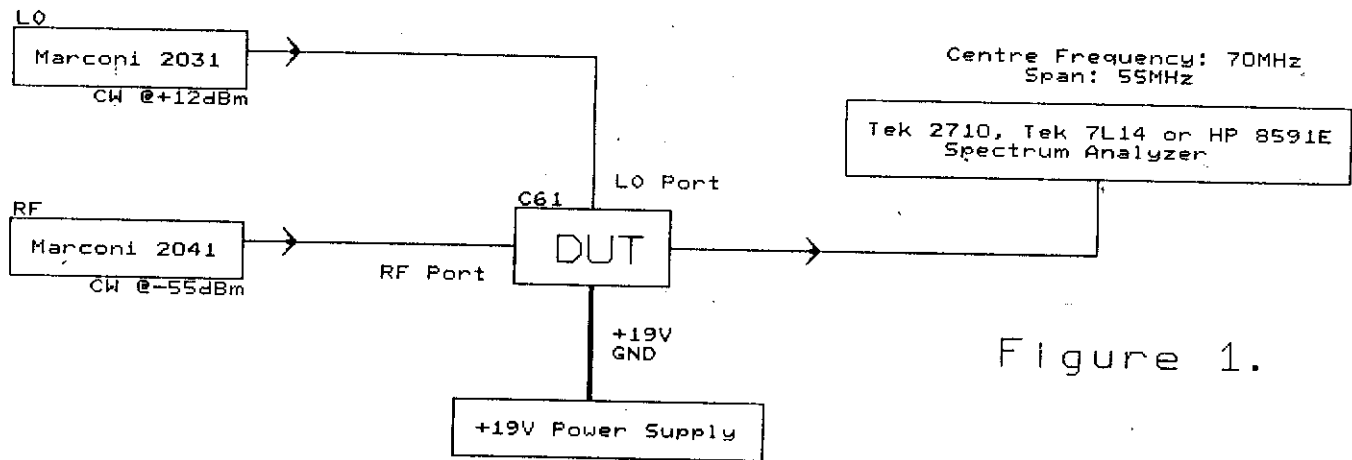 LO
Marconi 2031
CW @+12dBm
Centre Frequency: 70MHz
Span: 55MHz
Tek 2710, Tek 7L14 or HP 8591E
Spectrum Analyzer
LO Port
C61
DUT
RF
Marconi 2041
CW @-55dBm
RF Port
+19V
GND
+19V Power Supply
Figure 1.